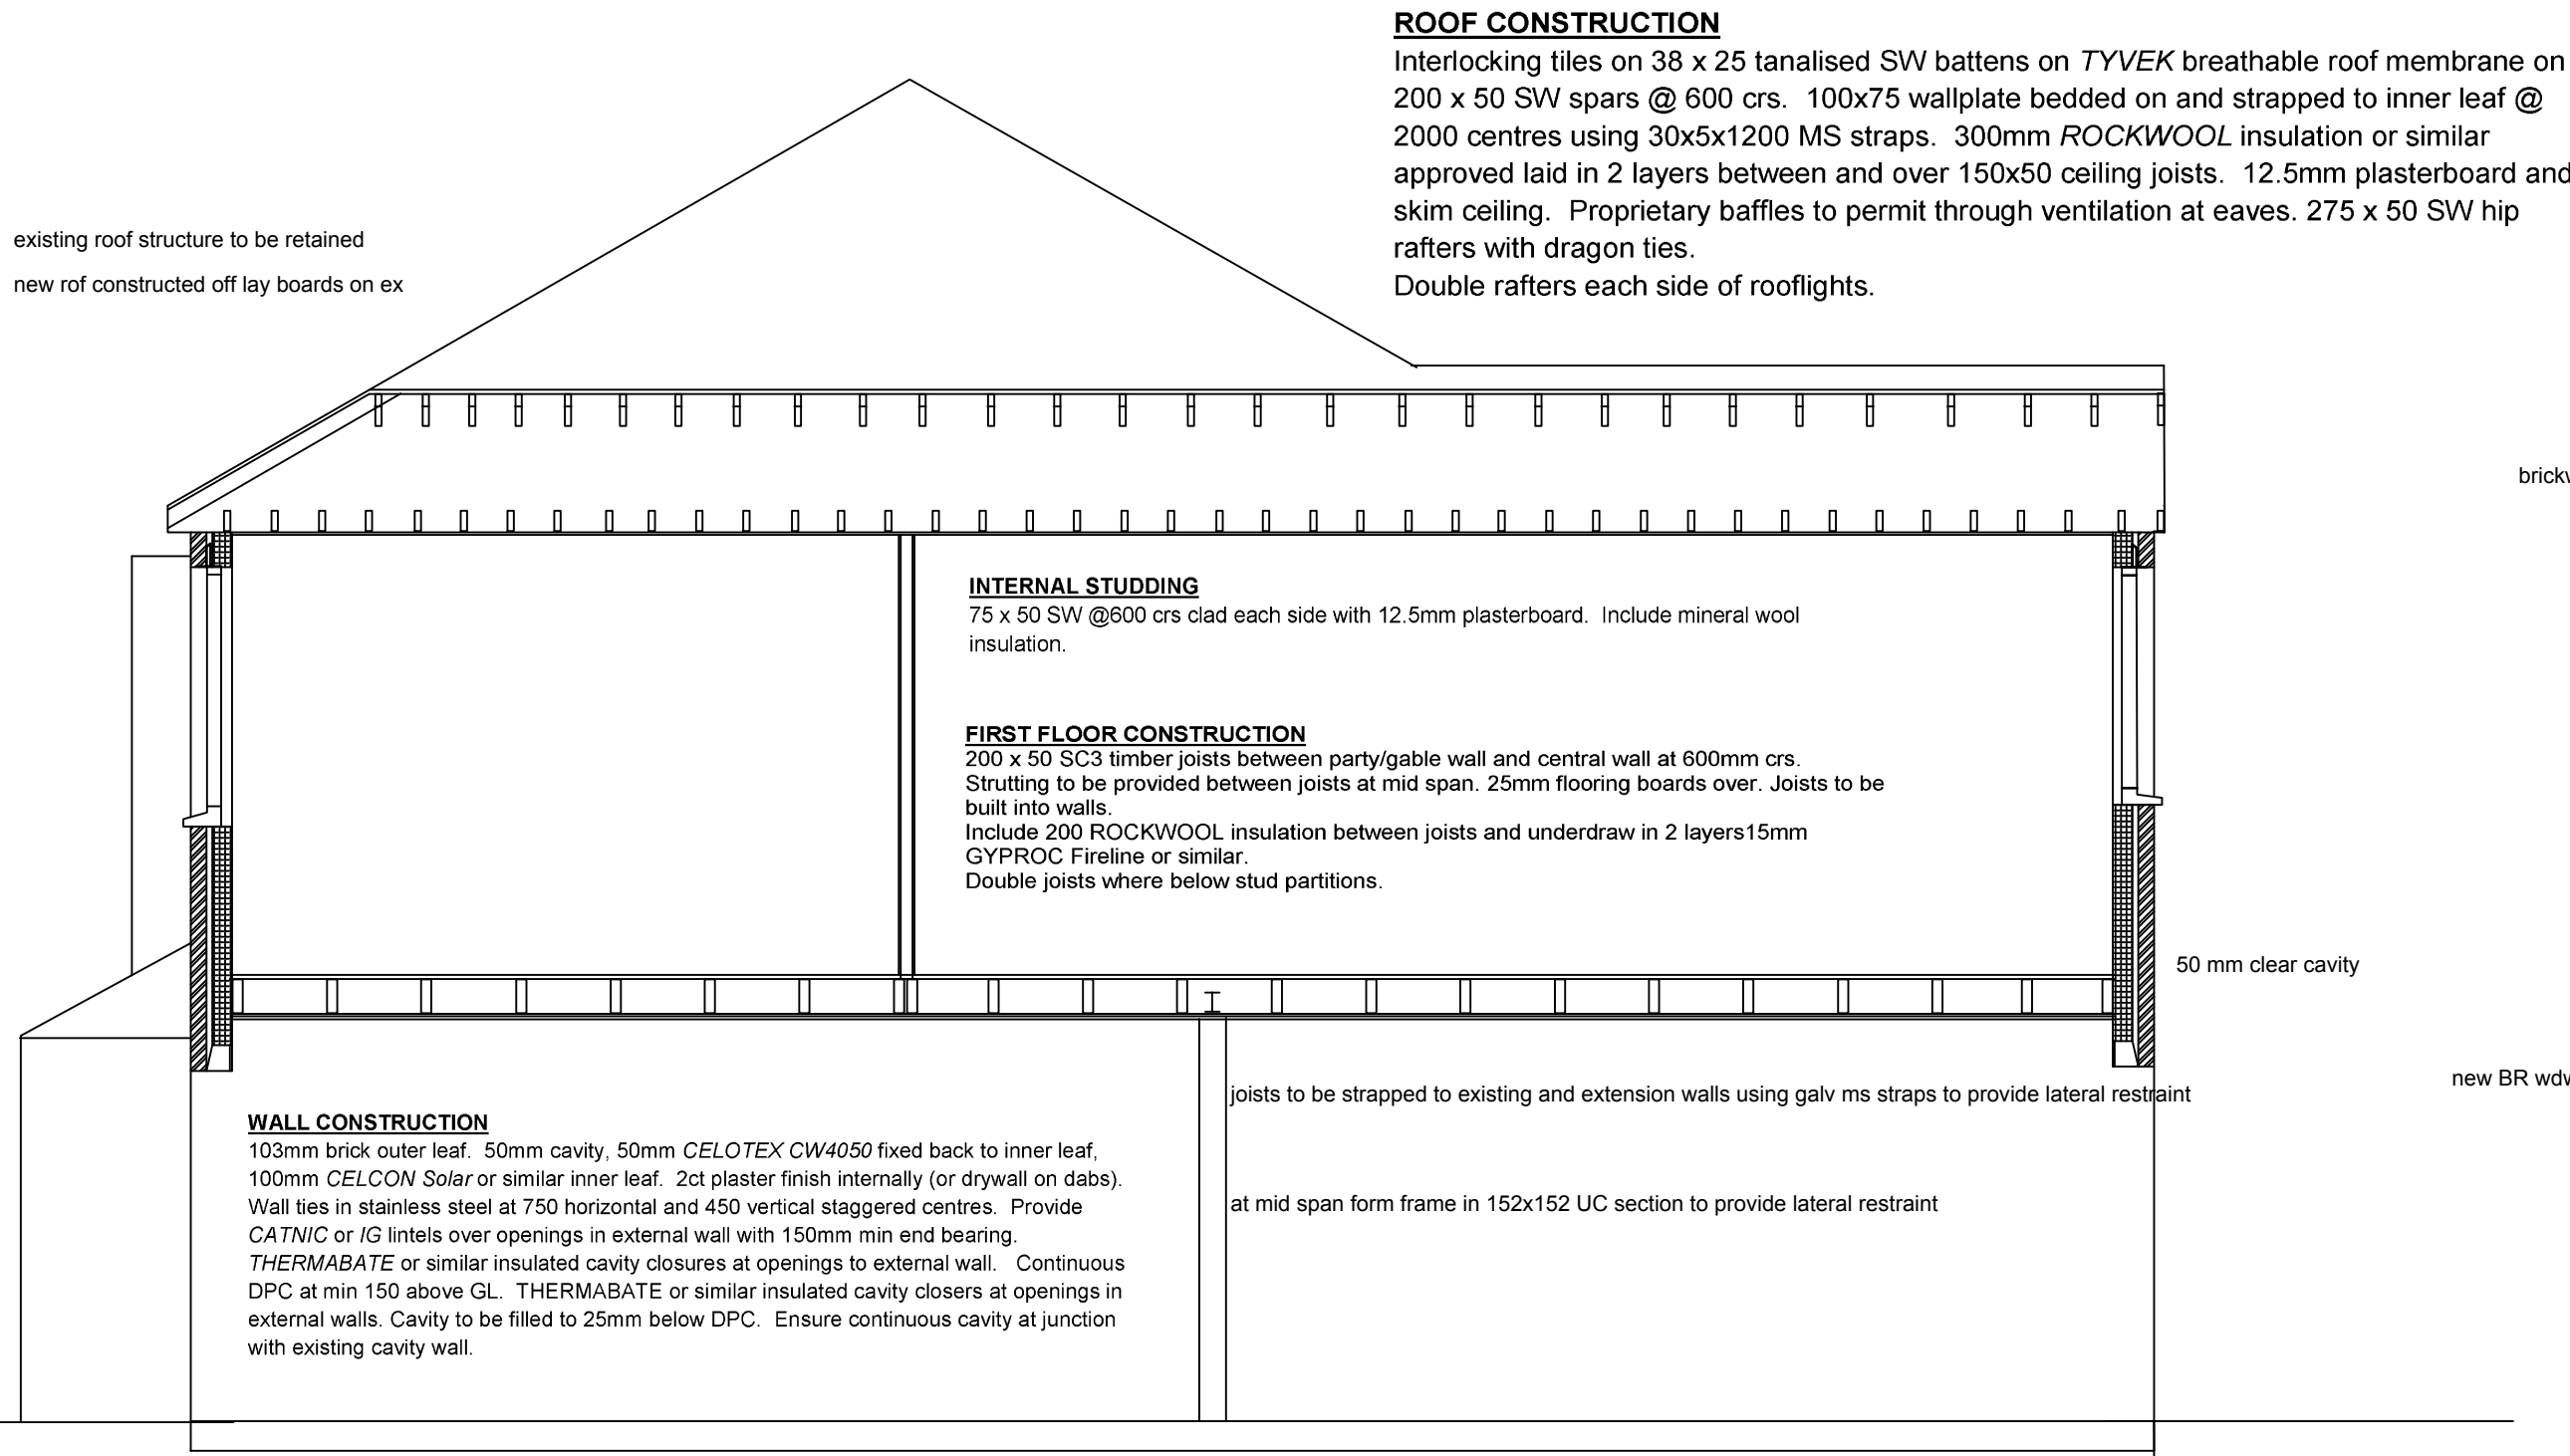 ROOF CONSTRUCTION
Interlocking tiles on 38 x 25 tanalised SW battens on TYVEK breathable roof membrane on
200 x 50 SW spars @ 600 crs.  100x75 wallplate bedded on and strapped to inner leaf @
2000 centres using 30x5x1200 MS straps.  300mm ROCKWOOL insulation or similar
approved laid in 2 layers between and over 150x50 ceiling joists.  12.5mm plasterboard and
skim ceiling.  Proprietary baffles to permit through ventilation at eaves. 275 x 50 SW hip
rafters with dragon ties.
Double rafters each side of rooflights.
existing roof structure to be retained
new rof constructed off lay boards on ex
INTERNAL STUDDING
75 x 50 SW @600 crs clad each side with 12.5mm plasterboard.  Include mineral wool
insulation.
FIRST FLOOR CONSTRUCTION
200 x 50 SC3 timber joists between party/gable wall and central wall at 600mm crs.
Strutting to be provided between joists at mid span. 25mm flooring boards over. Joists to be
built into walls.
Include 200 ROCKWOOL insulation between joists and underdraw in 2 layers15mm
GYPROC Fireline or similar.
Double joists where below stud partitions.
50 mm clear cavity
new BR
joists to be strapped to existing and extension walls using galv ms straps to provide lateral restraint
at mid span form frame in 152x152 UC section to provide lateral restraint
WALL CONSTRUCTION
103mm brick outer leaf.  50mm cavity, 50mm CELOTEX CW4050 fixed back to inner leaf,
100mm CELCON Solar or similar inner leaf.  2ct plaster finish internally (or drywall on dabs).
Wall ties in stainless steel at 750 horizontal and 450 vertical staggered centres.  Provide
CATNIC or IG lintels over openings in external wall with 150mm min end bearing.
THERMABATE or similar insulated cavity closures at openings to external wall.   Continuous
DPC at min 150 above GL.  THERMABATE or similar insulated cavity closers at openings in
external walls. Cavity to be filled to 25mm below DPC.  Ensure continuous cavity at junction
with existing cavity wall.